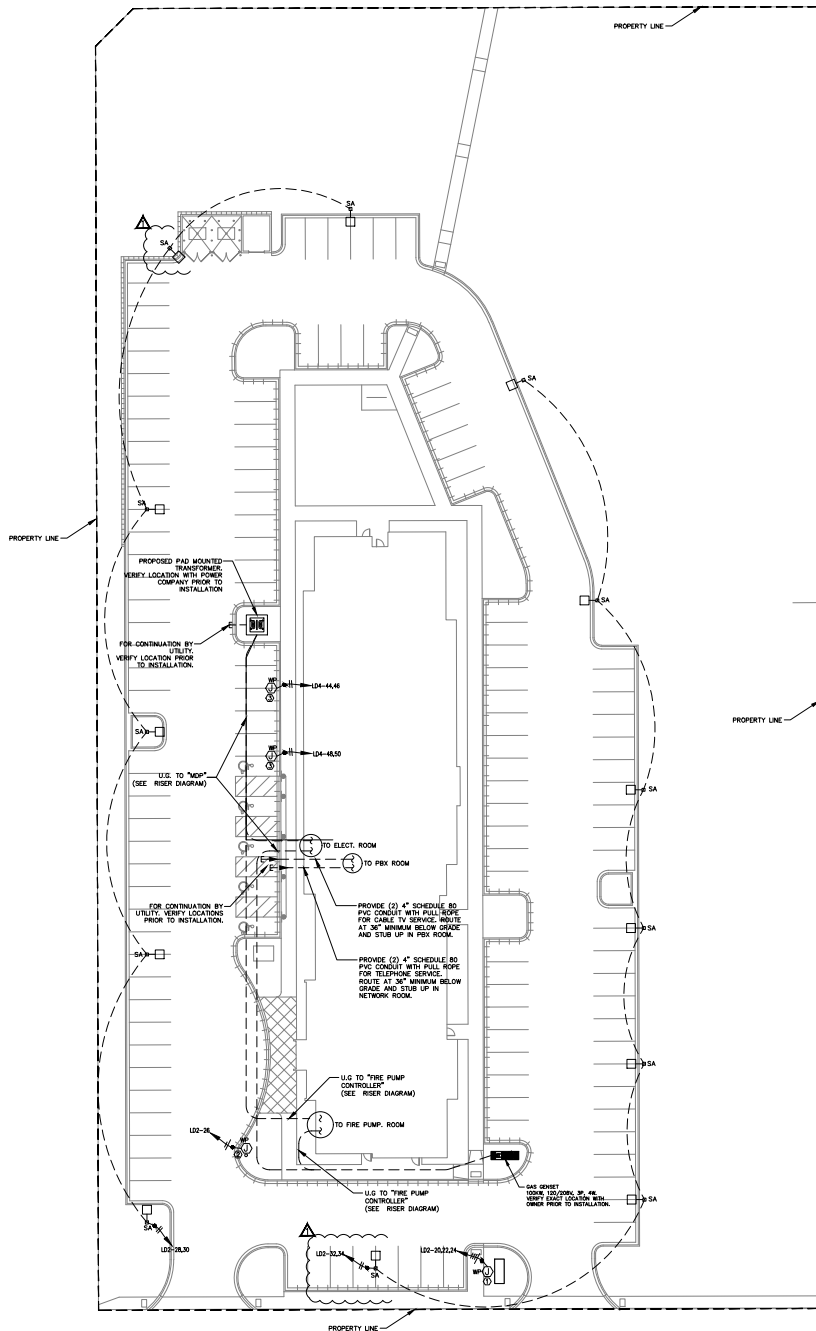 PROPERTY LINE
SA
1
SA
SA
SA
PROPERTY LINE
PROPOSED PAD MOUNTED
TRANSFORMER.
VERIFY LOCATION WITH POWER
COMPANY PRIOR TO
INSTALLATION
SA
FOR CONTINUATION BY
UTILITY.
VERIFY LOCATION PRIOR
TO INSTALLATION.
WP
J
3
LD4-44,46
PROPERTY LINE
SA
WP
J
3
LD4-48,50
U.G. TO "MDP"
(SEE RISER DIAGRAM)
SA
TO ELECT. ROOM
TO PBX ROOM
FOR CONTINUATION BY
UTILITY. VERIFY LOCATIONS
PRIOR TO INSTALLATION.
PROVIDE (2) 4" SCHEDULE 80
PVC CONDUIT WITH PULL ROPE
FOR CABLE TV SERVICE. ROUTE
AT 36" MINIMUM BELOW GRADE
AND STUB UP IN PBX ROOM.
SA
SA
PROVIDE (2) 4" SCHEDULE 80
PVC CONDUIT WITH PULL ROPE
FOR TELEPHONE SERVICE.
ROUTE AT 36" MINIMUM BELOW
GRADE AND STUB UP IN
NETWORK ROOM.
SA
U.G TO "FIRE PUMP
CONTROLLER"
(SEE RISER DIAGRAM)
TO FIRE PUMP. ROOM
LD2-26
WP
J
2
U.G TO "FIRE PUMP
CONTROLLER"
(SEE RISER DIAGRAM)
GAS GENSET
100KW, 120/208V, 3P, 4W.
VERIFY EXACT LOCATION WITH
OWNER PRIOR TO INSTALLATION.
SA
SA
LD2-28,30
1
LD2-32,34
SA
LD2-20,22,24
WP
J
1
PROPERTY LINE